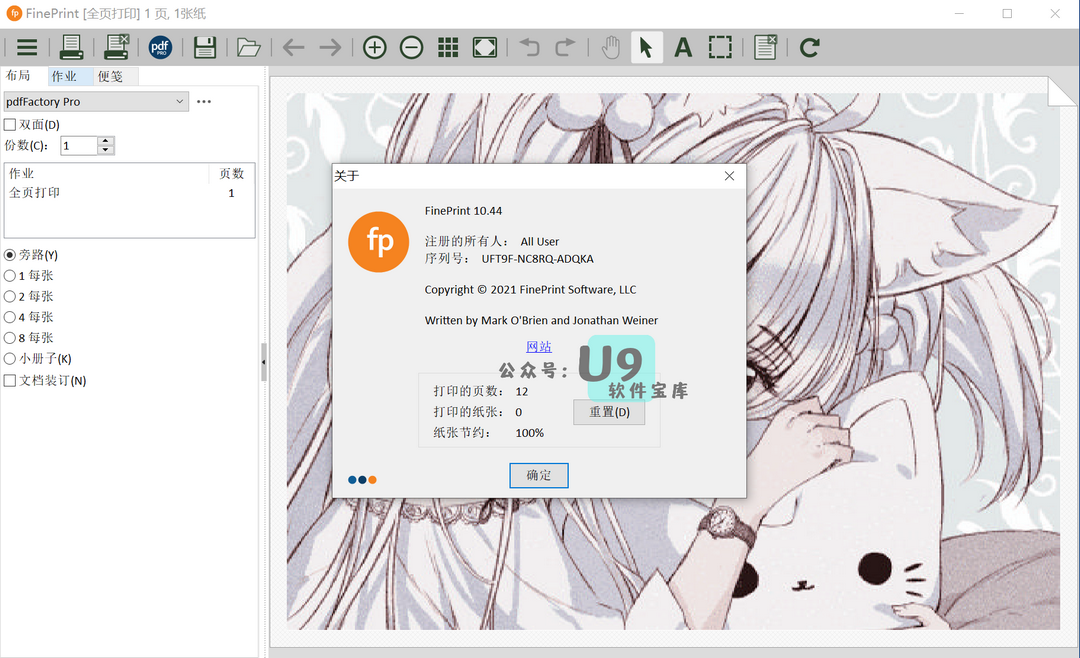 fp FinePrint [全页打印] 1 页, 1张纸
pdf PRO
A
布局 作业 便笺
pdfFactory Pro
双面(D)
份数(C): 1
作业 页数
全页打印 1
旁路(Y)
1 每张
2 每张
4 每张
8 每张
小册子(K)
文档装订(N)
关于
fp
FinePrint 10.44
注册的所有人： All User
序列号： UFT9F-NC8RQ-ADQKA
Copyright © 2021 FinePrint Software, LLC
Written by Mark O'Brien and Jonathan Weiner
网站
公众号: U9
软件宝库
打印的页数： 12
打印的纸张： 0
重置(D)
纸张节约： 100%
确定